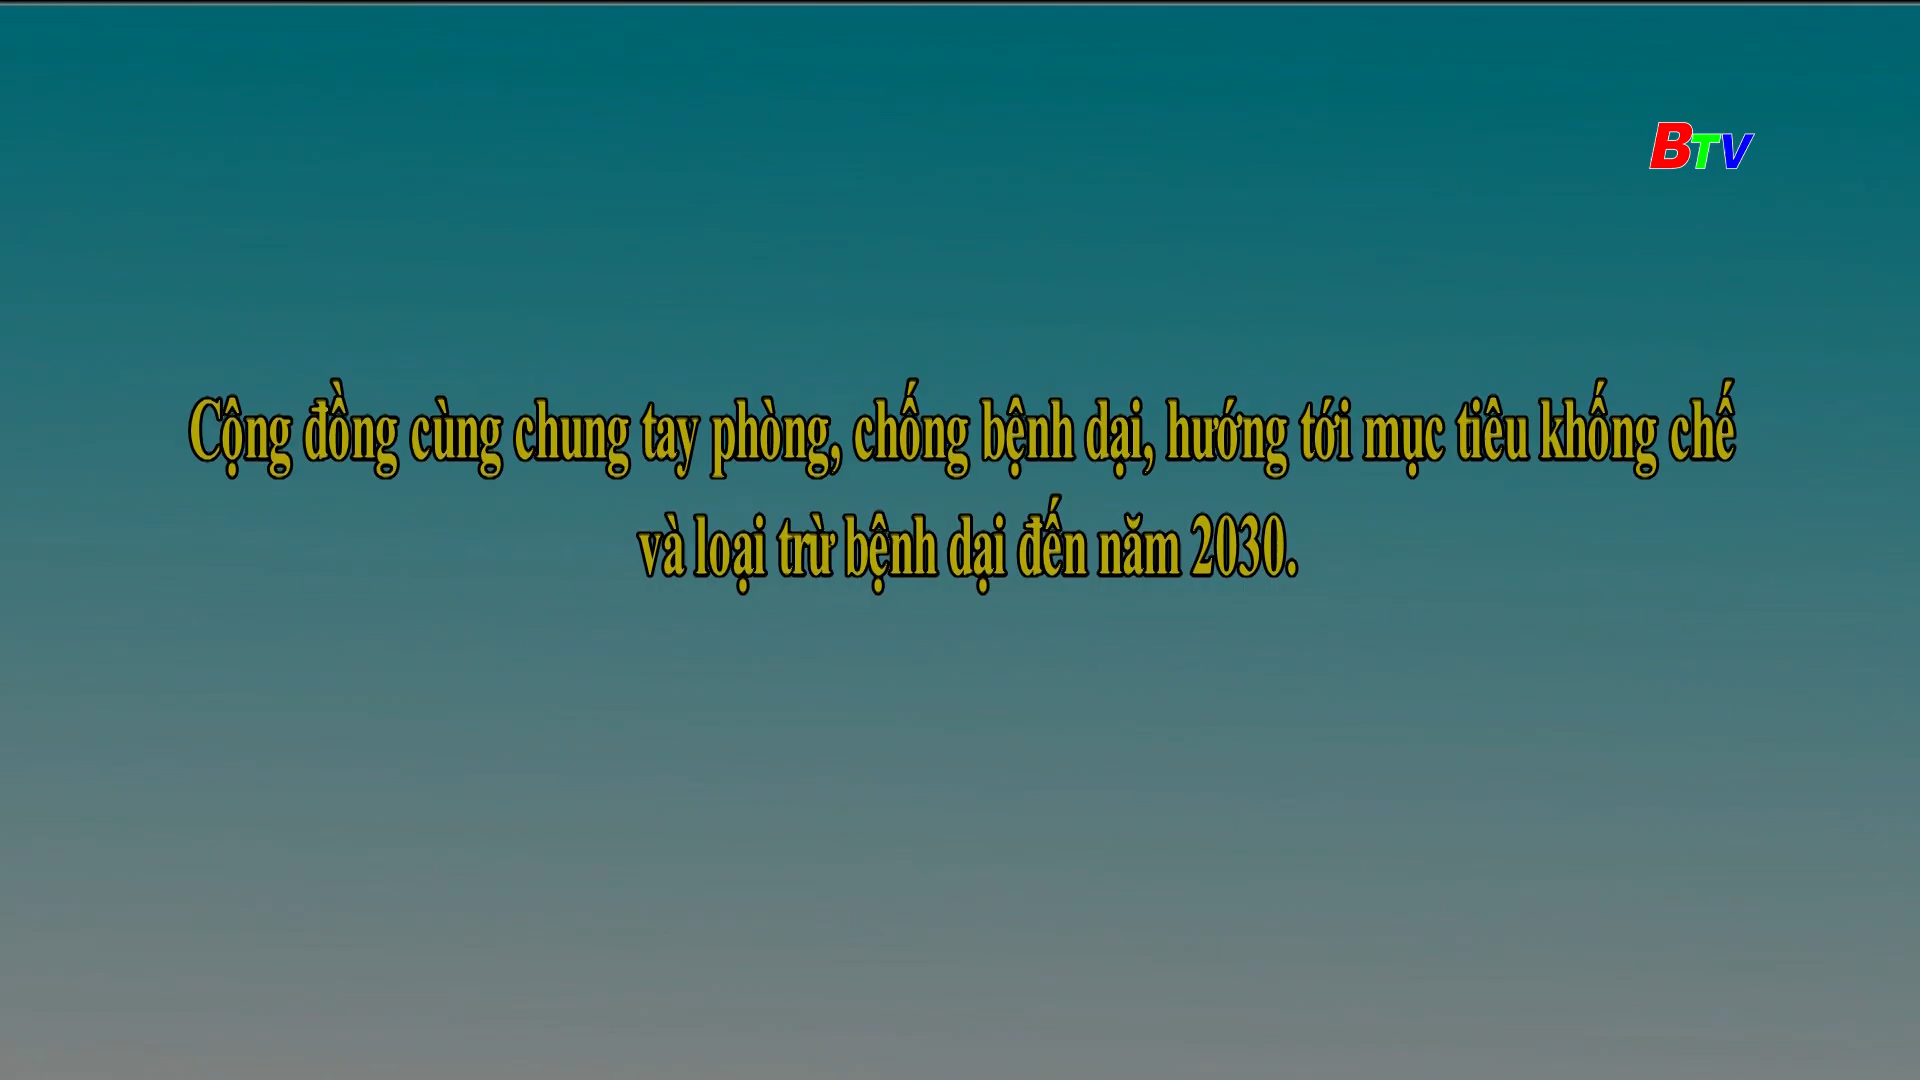 BTV
Cộng đồng cùng chung tay phòng, chống bệnh dại, hướng tới mục tiêu khống chế
và loại trừ bệnh dại đến năm 2030.